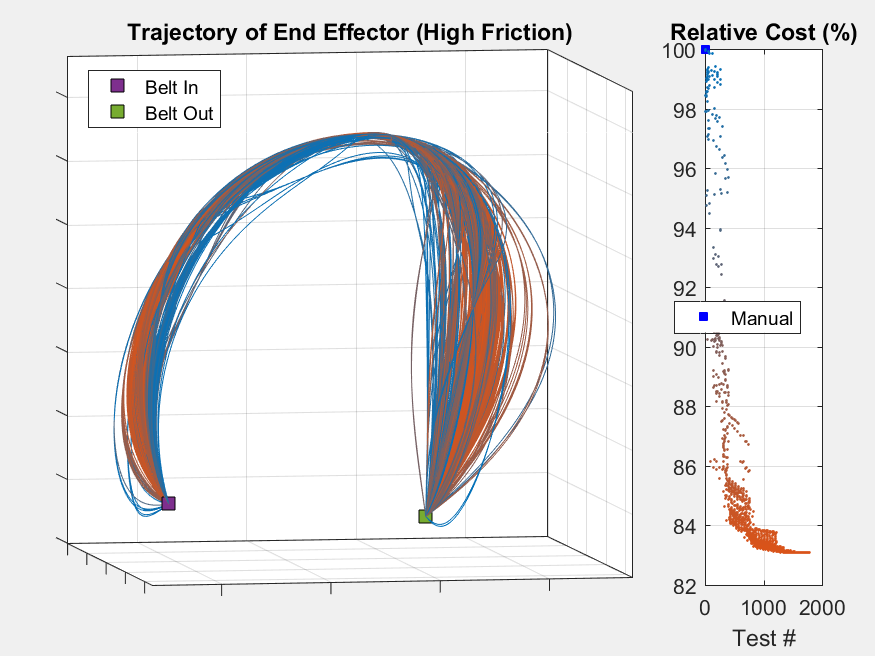 Trajectory of End Effector (High Friction)
Belt In
Belt Out
Relative Cost (%)
100
98
96
94
92
Manual
90
88
86
84
82
0 1000 2000
Test #